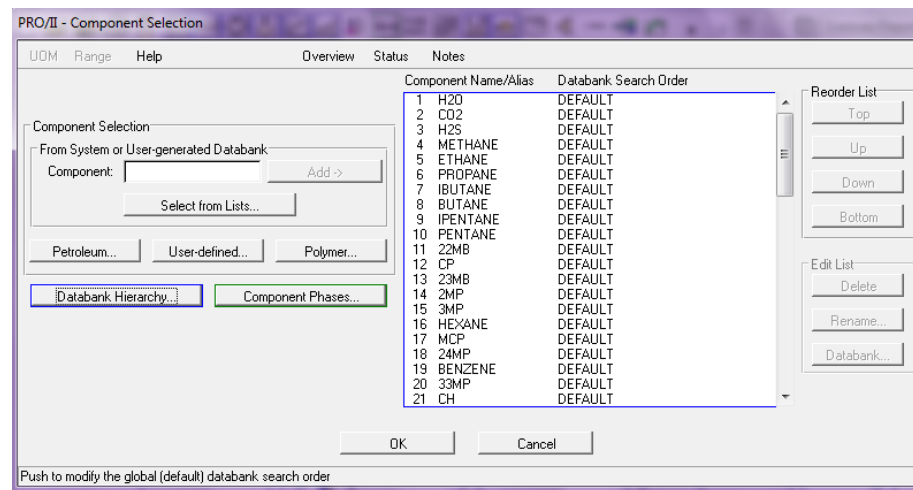 PRO/II - Component Selection
UOM Range Help Overview Status Notes
Component Name/Alias Databank Search Order
1 H2O DEFAULT
2 CO2 DEFAULT
3 H2S DEFAULT
4 METHANE DEFAULT
5 ETHANE DEFAULT
6 PROPANE DEFAULT
7 IBUTANE DEFAULT
8 BUTANE DEFAULT
9 IPENTANE DEFAULT
10 PENTANE DEFAULT
11 22MB DEFAULT
12 CP DEFAULT
13 23MB DEFAULT
14 2MP DEFAULT
15 3MP DEFAULT
16 HEXANE DEFAULT
17 MCP DEFAULT
18 24MP DEFAULT
19 BENZENE DEFAULT
20 33MP DEFAULT
21 CH DEFAULT
Component Selection
From System or User-generated Databank
Component: Add ->
Select from Lists...
Petroleum... User-defined... Polymer...
Databank Hierarchy... Component Phases...
Reorder List
Top
Up
Down
Bottom
Edit List
Delete
Rename...
Databank...
OK Cancel
Push to modify the global (default) databank search order